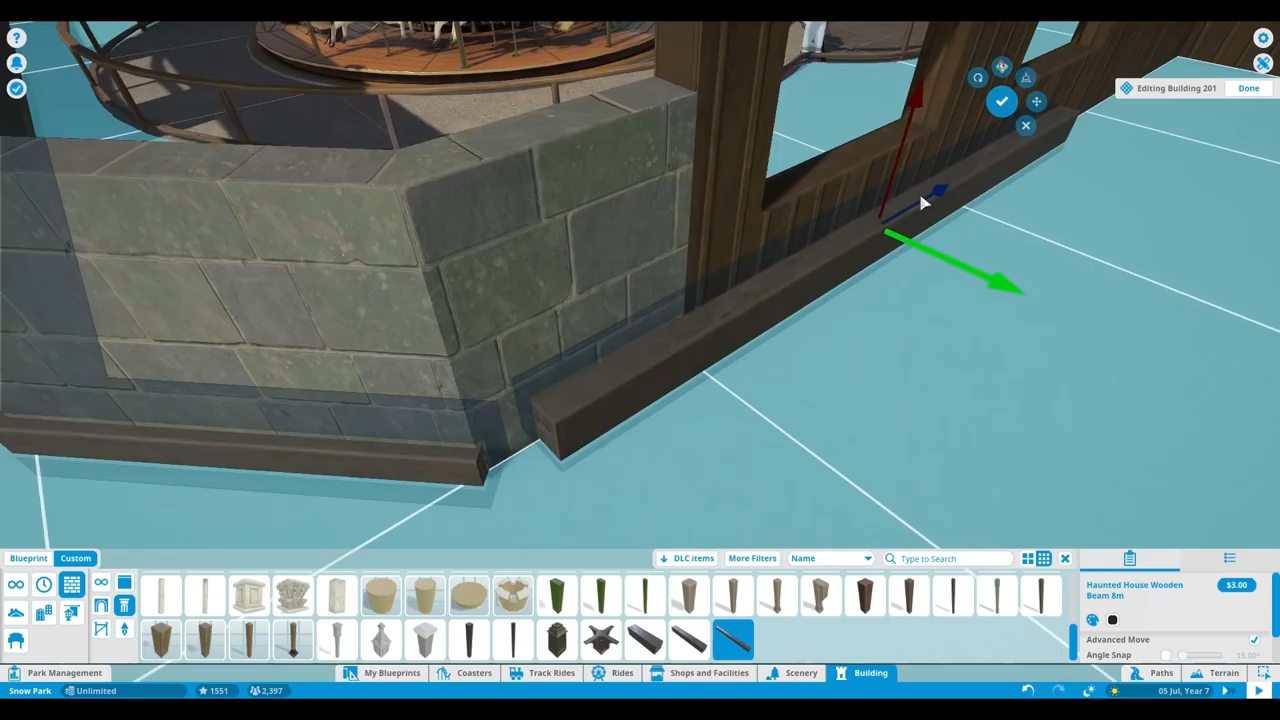 Editing Building 201 Done
Blueprint Custom DLC items More Filters Name Type to Search
Haunted House Wooden Beam 8m $3.00
Advanced Move
Angle Snap 15.00°
Park Management My Blueprints Coasters Track Rides Rides Shops and Facilities Scenery Building Paths Terrain
Snow Park Unlimited 1551 2,397 05 Jul, Year 7